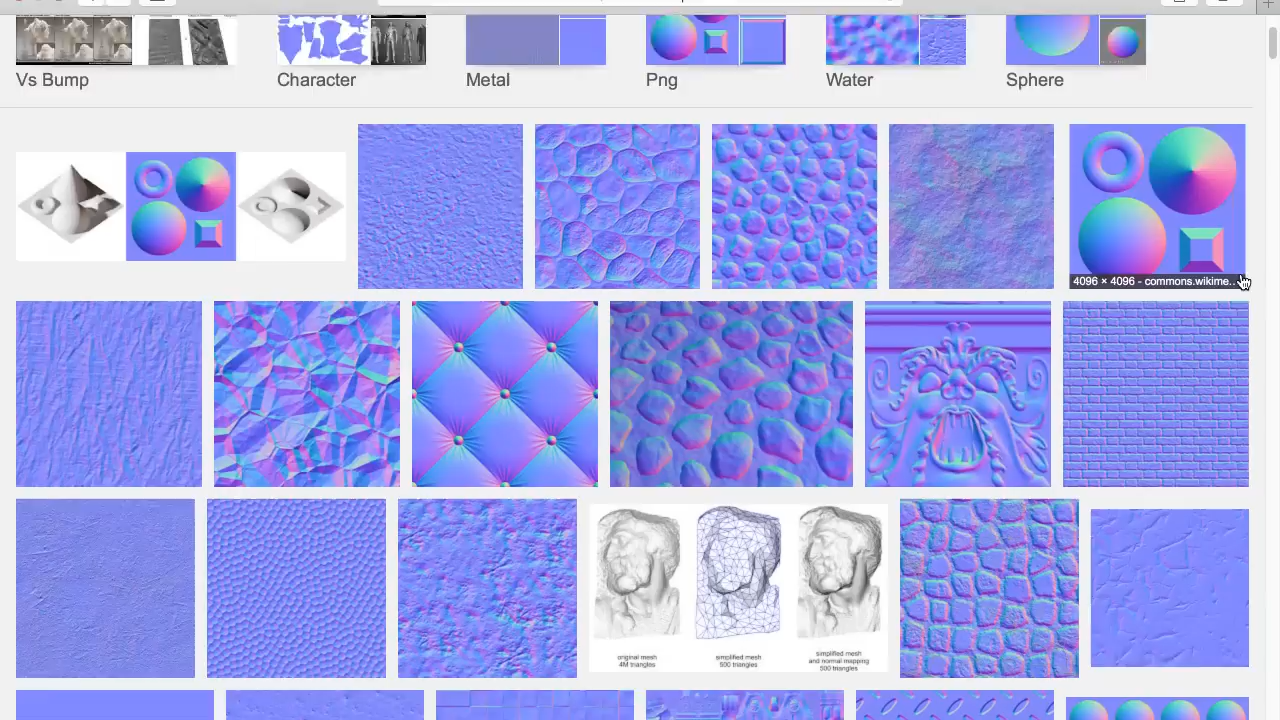 Vs Bump
Character
Metal
Png
Water
Sphere
4096 × 4096 - commons.wikime...
original mesh
4M triangles
simplified mesh
500 triangles
simplified mesh
and normal mapping
500 triangles